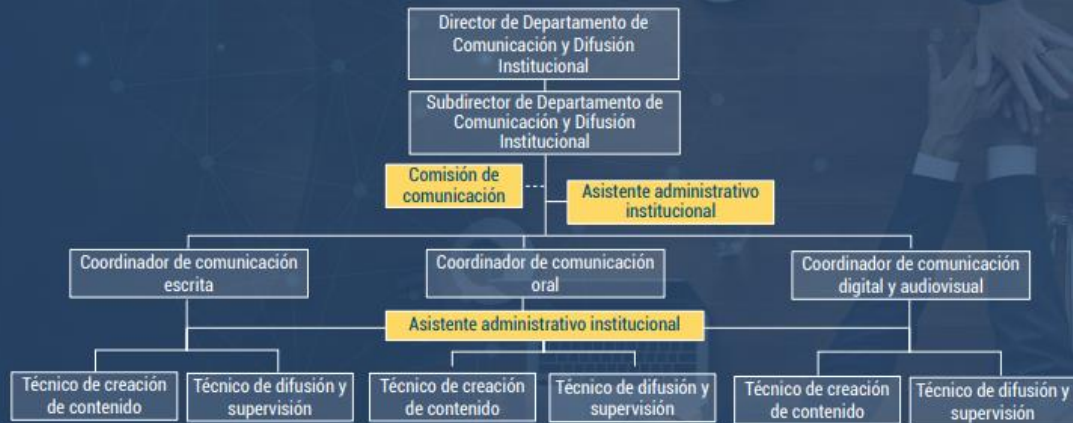 Director de Departamento de
Comunicación y Difusión
Institucional
Subdirector de Departamento de
Comunicación y Difusión
Institucional
Comisión de
comunicación
Asistente administrativo
institucional
Coordinador de comunicación
escrita
Coordinador de comunicación
oral
Coordinador de comunicación
digital y audiovisual
Asistente administrativo institucional
Técnico de creación
de contenido
Técnico de difusión y
supervisión
Técnico de creación
de contenido
Técnico de difusión y
supervisión
Técnico de creación
de contenido
Técnico de difusión y
supervisión